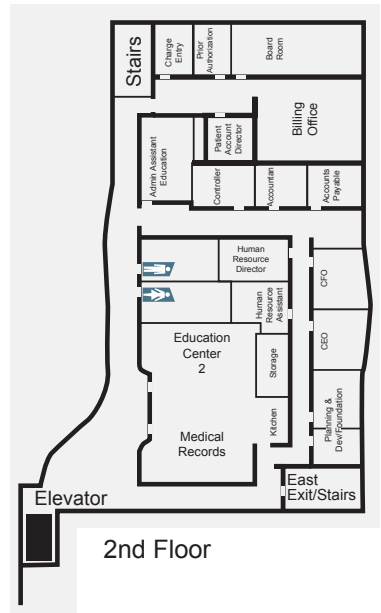 Stairs
Charge
Entry
Prior
Authorization
Board
Room
Billing
Office
Patient
Account
Director
Admin Assistant
Education
Controller
Accountan
Accounts
Payable
Human
Resource
Director
CFO
Human
Resource
Assistant
CEO
Education
Center
2
Storage
Medical
Records
Kitchen
Planning &
Dev/Foundation
East
Exit/Stairs
Elevator
2nd Floor